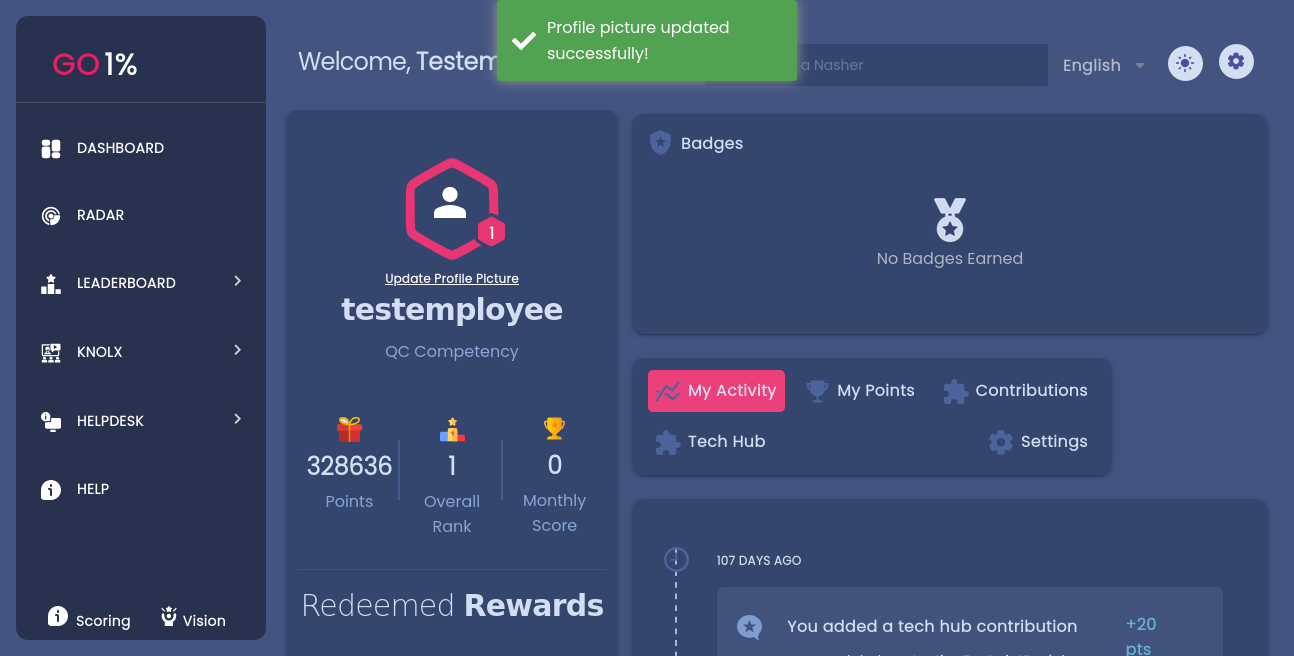 Profile picture updated
successfully!
GO 1%
Welcome, Testem
a Nasher
English
DASHBOARD
RADAR
LEADERBOARD
KNOLX
HELPDESK
HELP
Scoring
Vision
1
Update Profile Picture
testemployee
QC Competency
328636
Points
1
Overall
Rank
0
Monthly
Score
Redeemed Rewards
Badges
No Badges Earned
My Activity
My Points
Contributions
Tech Hub
Settings
107 DAYS AGO
You added a tech hub contribution
+20
pts